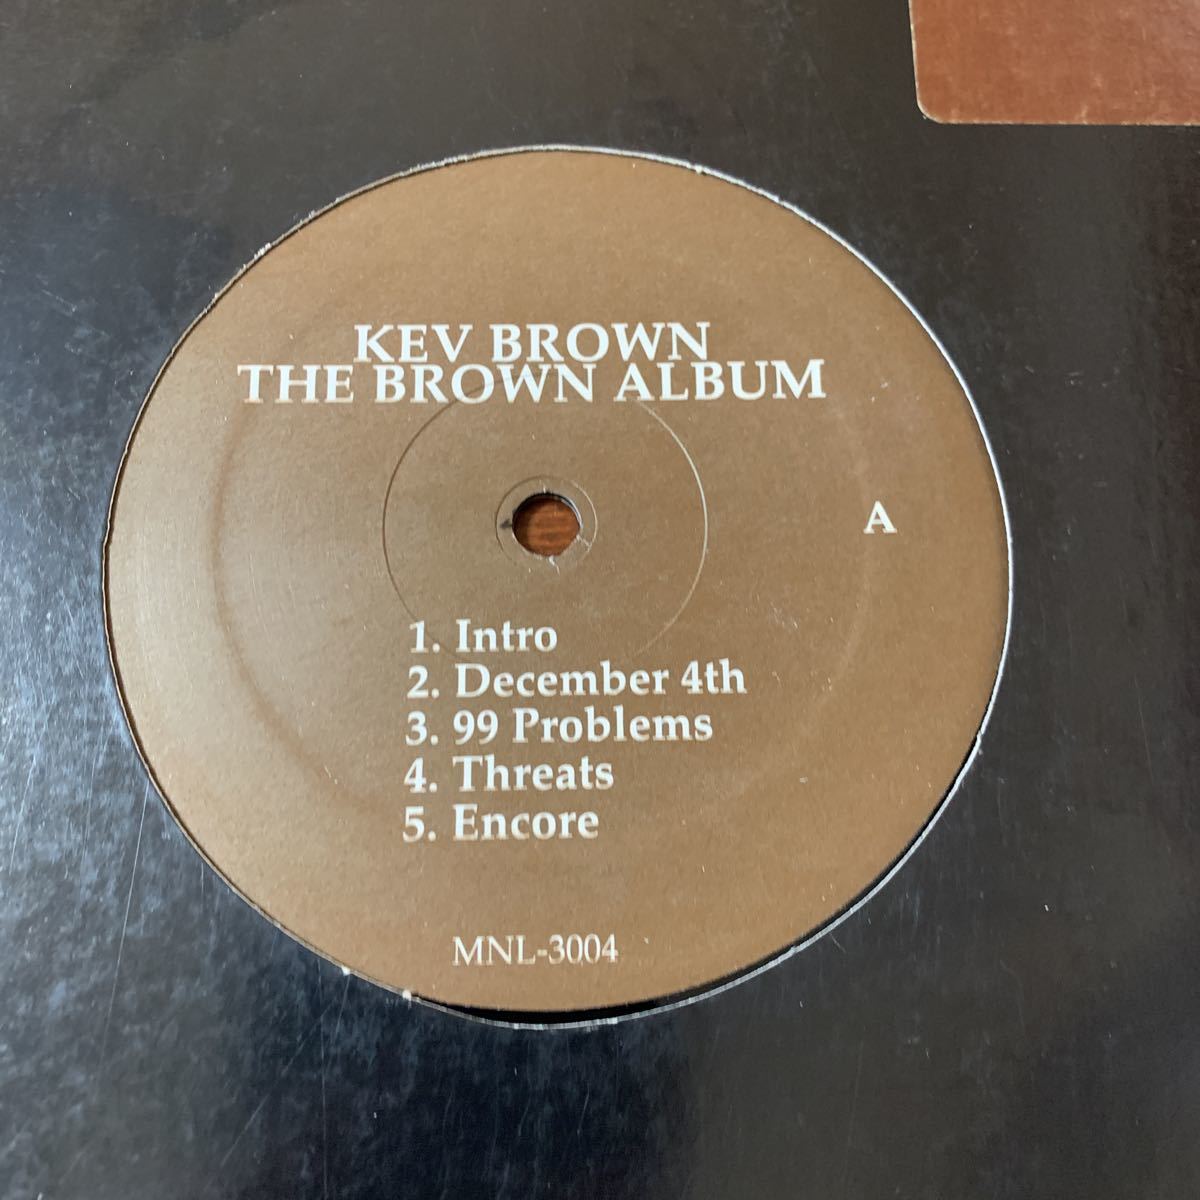 KEV BROWN
THE BROWN ALBUM
A
1. Intro
2. December 4th
3. 99 Problems
4. Threats
5. Encore
MNL-3004